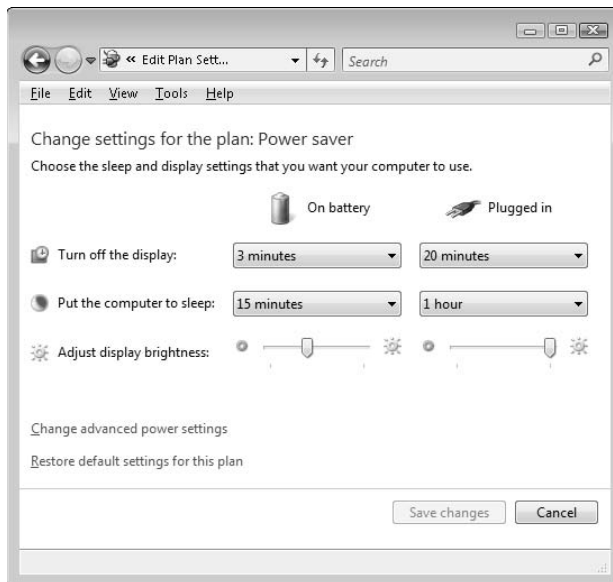 « Edit Plan Sett...
Search
File Edit View Tools Help
Change settings for the plan: Power saver
Choose the sleep and display settings that you want your computer to use.
On battery Plugged in
Turn off the display: 3 minutes 20 minutes
Put the computer to sleep: 15 minutes 1 hour
Adjust display brightness:
Change advanced power settings
Restore default settings for this plan
Save changes Cancel